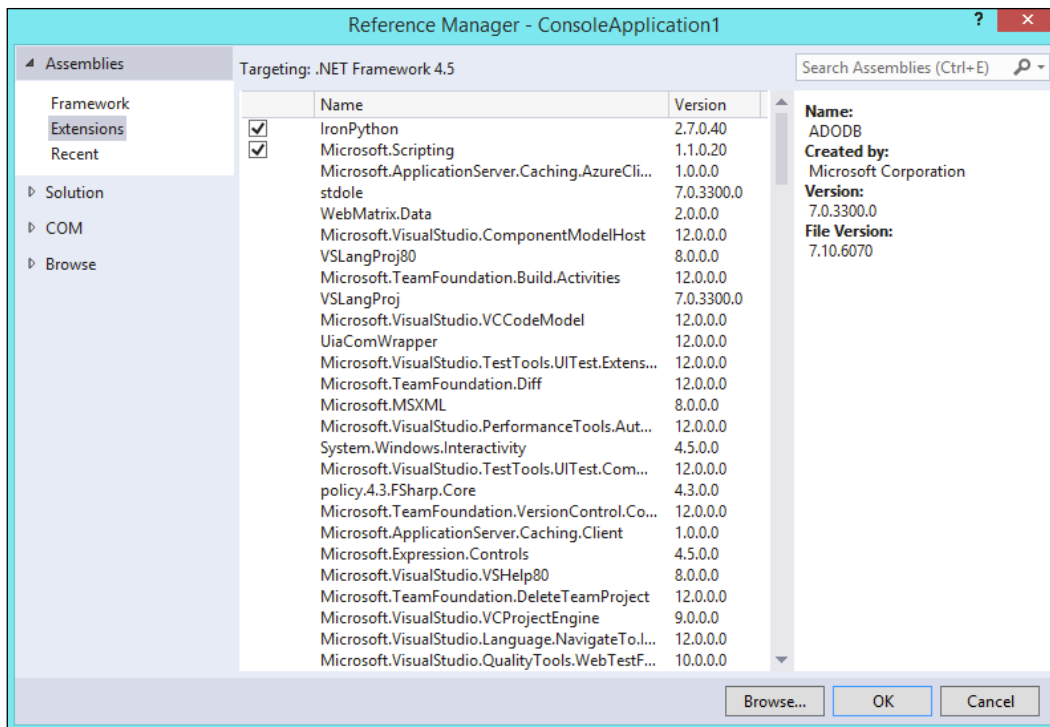 Reference Manager - ConsoleApplication1
?
×
Assemblies
Framework
Extensions
Recent
Solution
COM
Browse
Targeting: .NET Framework 4.5
Search Assemblies (Ctrl+E)
Name Version
IronPython 2.7.0.40
Microsoft.Scripting 1.1.0.20
Microsoft.ApplicationServer.Caching.AzureCli... 1.0.0.0
stdole 7.0.3300.0
WebMatrix.Data 2.0.0.0
Microsoft.VisualStudio.ComponentModelHost 12.0.0.0
VSLangProj80 8.0.0.0
Microsoft.TeamFoundation.Build.Activities 12.0.0.0
VSLangProj 7.0.3300.0
Microsoft.VisualStudio.VCCodeModel 12.0.0.0
UiaComWrapper 12.0.0.0
Microsoft.VisualStudio.TestTools.UITest.Extens... 12.0.0.0
Microsoft.TeamFoundation.Diff 12.0.0.0
Microsoft.MSXML 8.0.0.0
Microsoft.VisualStudio.PerformanceTools.Aut... 12.0.0.0
System.Windows.Interactivity 4.5.0.0
Microsoft.VisualStudio.TestTools.UITest.Com... 12.0.0.0
policy.4.3.FSharp.Core 4.3.0.0
Microsoft.TeamFoundation.VersionControl.Co... 12.0.0.0
Microsoft.ApplicationServer.Caching.Client 1.0.0.0
Microsoft.Expression.Controls 4.5.0.0
Microsoft.VisualStudio.VSHelp80 8.0.0.0
Microsoft.TeamFoundation.DeleteTeamProject 12.0.0.0
Microsoft.VisualStudio.VCProjectEngine 9.0.0.0
Microsoft.VisualStudio.Language.NavigateTo.I... 12.0.0.0
Microsoft.VisualStudio.QualityTools.WebTestF... 10.0.0.0
Name:
ADODB
Created by:
Microsoft Corporation
Version:
7.0.3300.0
File Version:
7.10.6070
Browse...
OK
Cancel